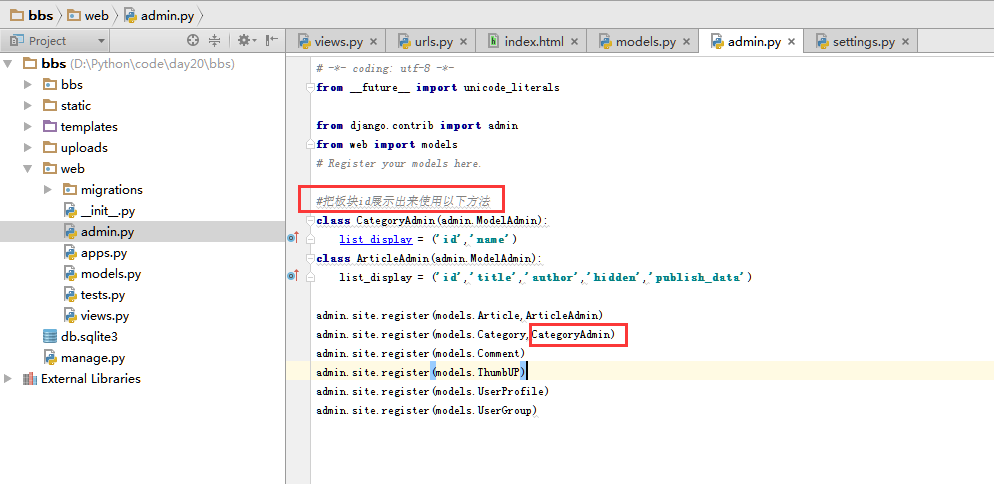 bbs web admin.py
Project
views.py urls.py index.html models.py admin.py settings.py
bbs (D:\Python\code\day20\bbs)
bbs
static
templates
uploads
web
migrations
__init__.py
admin.py
apps.py
models.py
tests.py
views.py
db.sqlite3
manage.py
External Libraries
# -*- coding: utf-8 -*-
from __future__ import unicode_literals
from django.contrib import admin
from web import models
# Register your models here.
#把板块id展示出来使用以下方法
class CategoryAdmin(admin.ModelAdmin):
list_display = ('id','name')
class ArticleAdmin(admin.ModelAdmin):
list_display = ('id','title','author','hidden','publish_data')
admin.site.register(models.Article,ArticleAdmin)
admin.site.register(models.Category,CategoryAdmin)
admin.site.register(models.Comment)
admin.site.register(models.ThumbUP)
admin.site.register(models.UserProfile)
admin.site.register(models.UserGroup)